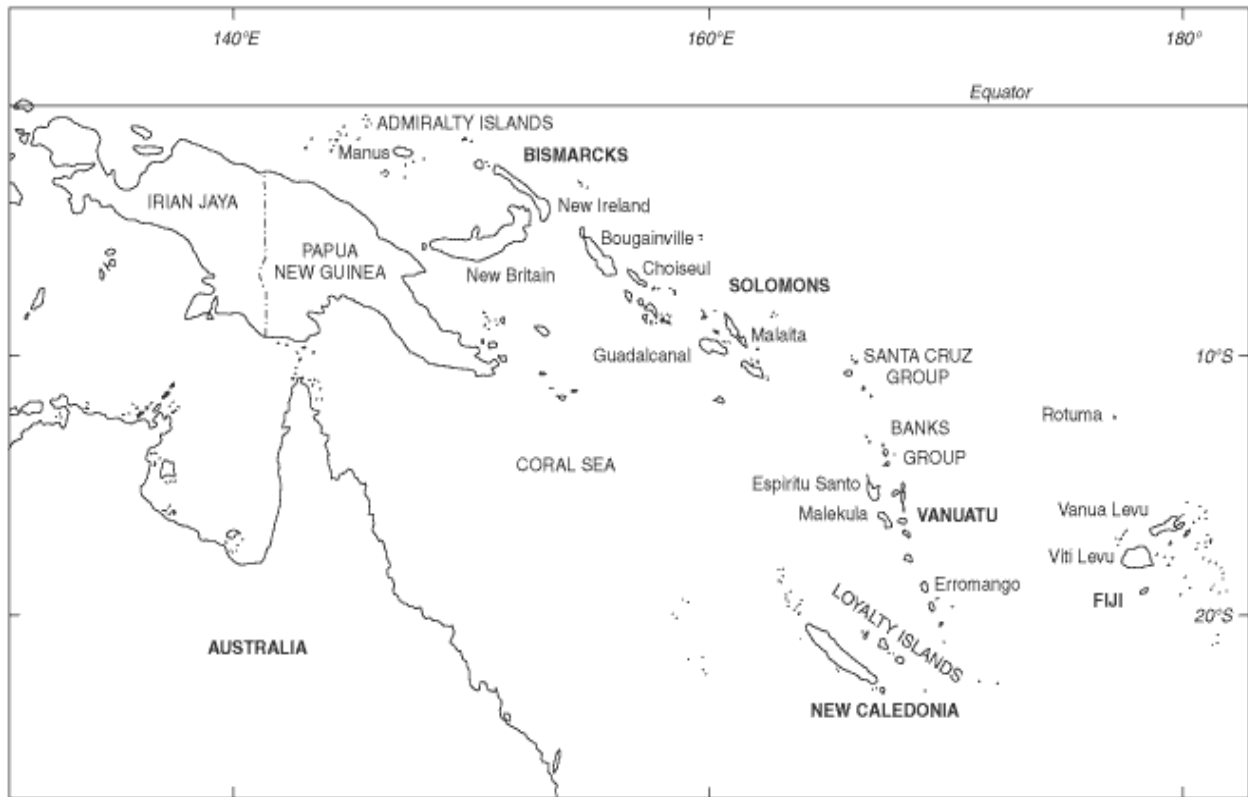 140°E
160°E
180°
Equator
ADMIRALTY ISLANDS
Manus
BISMARCKS
IRIAN JAYA
New Ireland
PAPUA
NEW GUINEA
Bougainville
New Britain
Choiseul
SOLOMONS
Malaita
Guadalcanal
SANTA CRUZ
GROUP
10°S
Rotuma
BANKS
GROUP
CORAL SEA
Espiritu Santo
Malekula
VANUATU
Vanua Levu
Viti Levu
Erromango
FIJI
20°S
LOYALTY ISLANDS
AUSTRALIA
NEW CALEDONIA